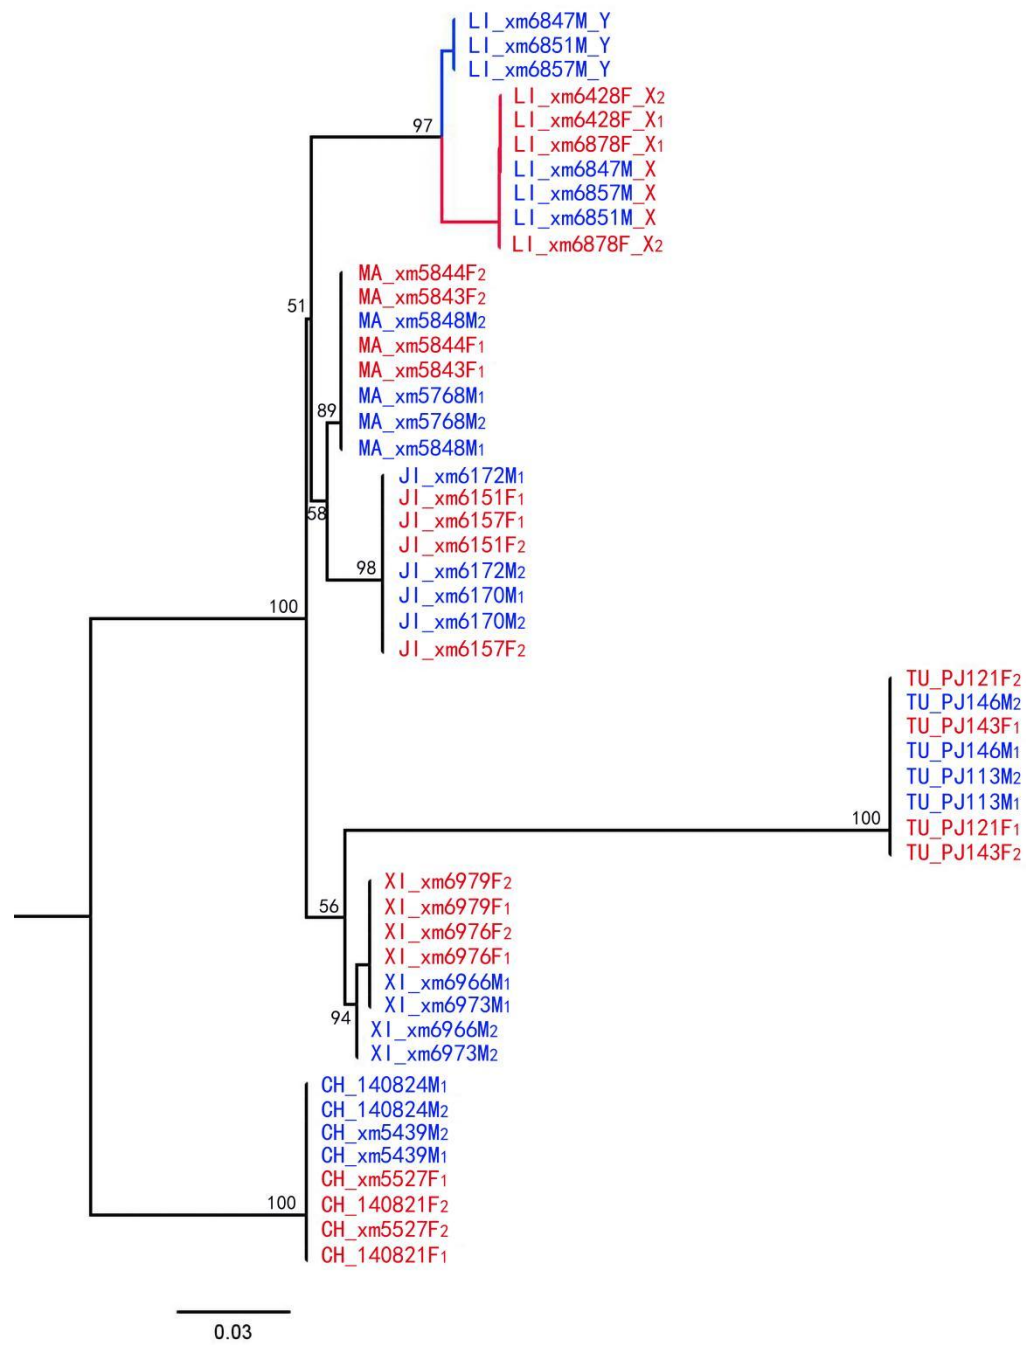 LI_xm6847M_Y
LI_xm6851M_Y
LI_xm6857M_Y
LI_xm6428F_X2
LI_xm6428F_X1
97
LI_xm6878F_X1
LI_xm6847M_X
LI_xm6857M_X
LI_xm6851M_X
LI_xm6878F_X2
MA_xm5844F2
MA_xm5843F2
51
MA_xm5848M2
MA_xm5844F1
MA_xm5843F1
MA_xm5768M1
89
MA_xm5768M2
MA_xm5848M1
JI_xm6172M1
JI_xm6151F1
58
JI_xm6157F1
JI_xm6151F2
98
JI_xm6172M2
JI_xm6170M1
100
JI_xm6170M2
JI_xm6157F2
TU_PJ121F2
TU_PJ146M2
TU_PJ143F1
TU_PJ146M1
TU_PJ113M2
TU_PJ113M1
100
TU_PJ121F1
TU_PJ143F2
XI_xm6979F2
56
XI_xm6979F1
XI_xm6976F2
XI_xm6976F1
XI_xm6966M1
XI_xm6973M1
94
XI_xm6966M2
XI_xm6973M2
CH_140824M1
CH_140824M2
CH_xm5439M2
CH_xm5439M1
CH_xm5527F1
100
CH_140821F2
CH_xm5527F2
CH_140821F1
0.03